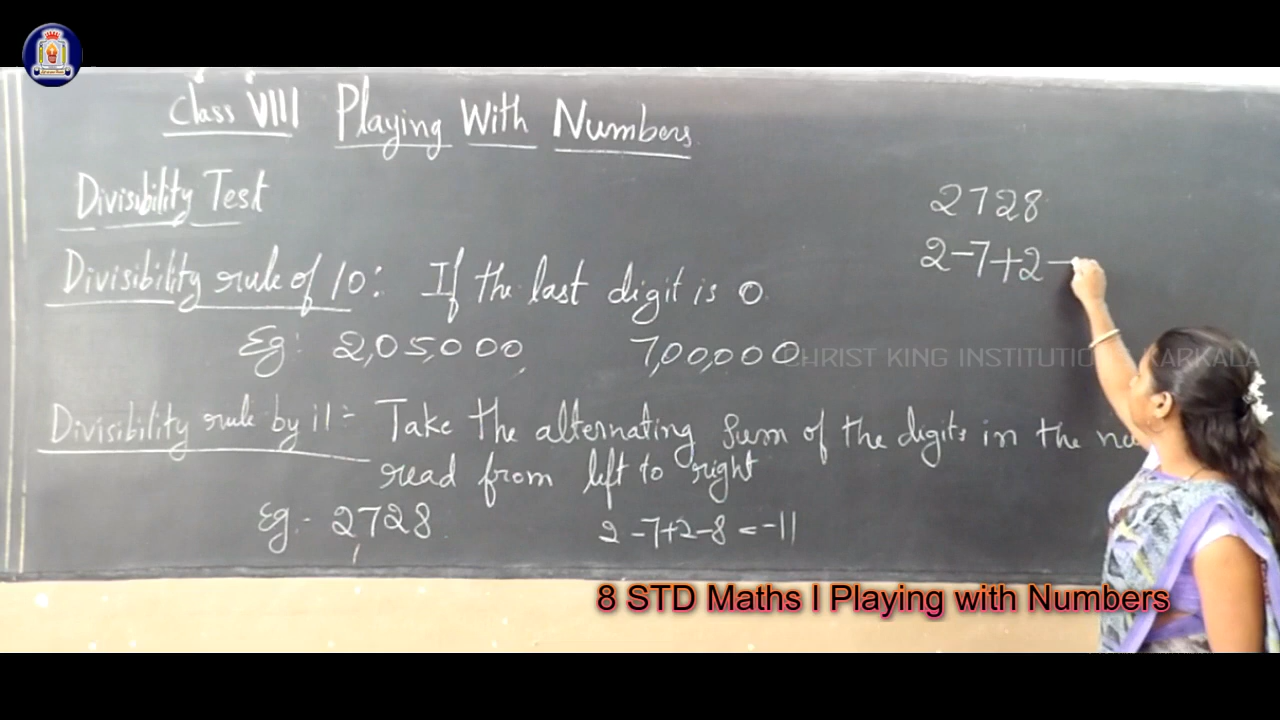 Class VIII Playing With Numbers
Divisibility Test
2728
2-7+2-
Divisibility rule of 10: If the last digit is 0.
Eg: 2,05,000, 7,00,000
CHRIST KING INSTITUTIONS KARKALA
Divisibility rule by 11:- Take the alternating sum of the digits in the
read from left to right
Eg:- 2728 2-7+2-8=-11
8 STD Maths l Playing with Numbers